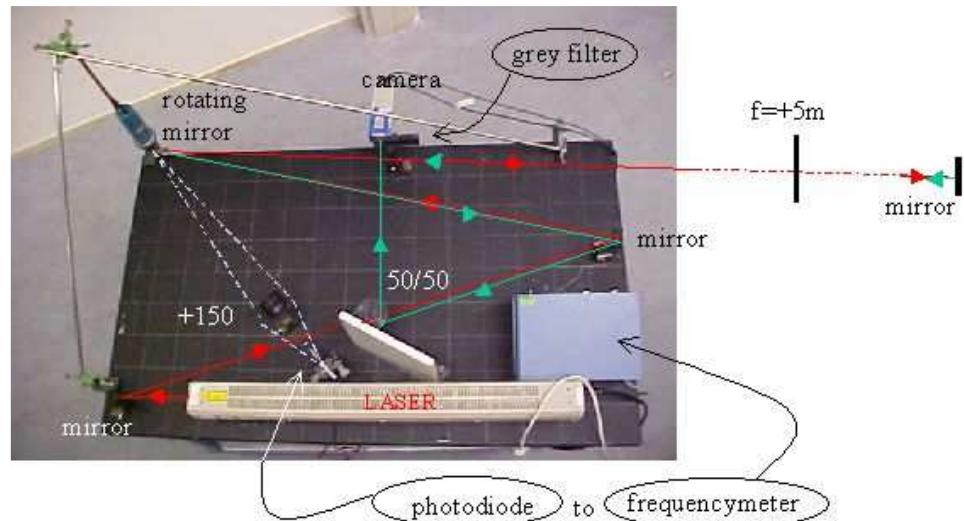 grey filter
camera
rotating
mirror
f=+5m
mirror
mirror
50/50
+150
LASER
mirror
photodiode
to
frequencymeter